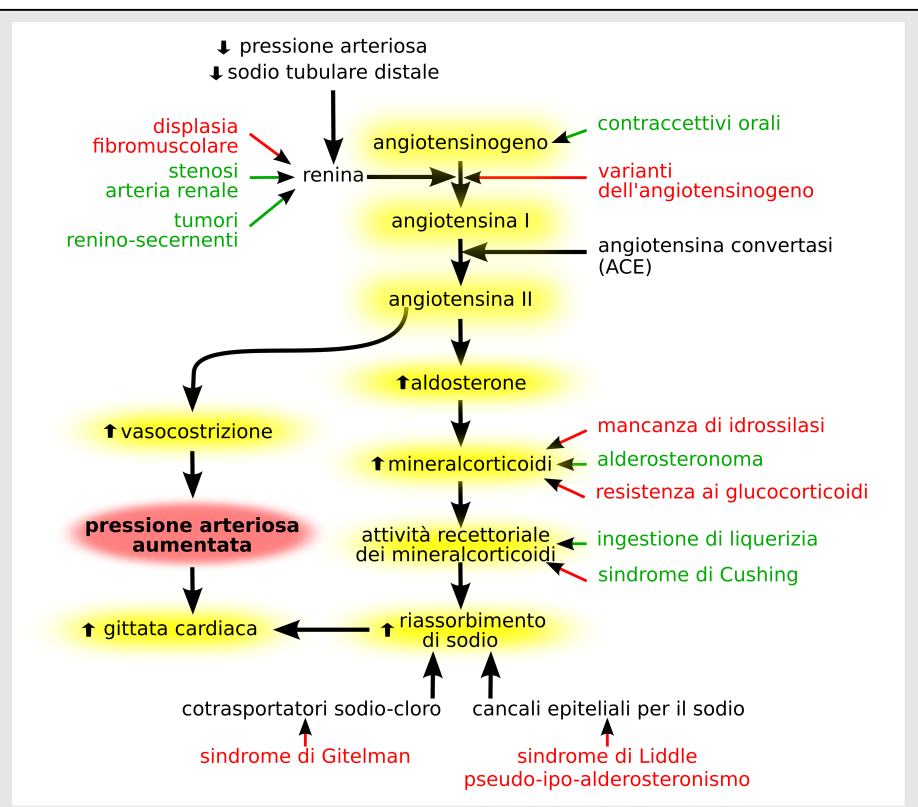 ⬇ pressione arteriosa
⬇ sodio tubulare distale
displasia
fibromuscolare
stenosi
arteria renale
tumori
renino-secernenti
renina
angiotensinogeno
contraccettivi orali
varianti
dell'angiotensinogeno
angiotensina I
angiotensina convertasi
(ACE)
angiotensina II
⬆aldosterone
⬆vasocostrizione
⬆mineralcorticoidi
mancanza di idrossilasi
alderosteronoma
resistenza ai glucocorticoidi
pressione arteriosa
aumentata
attività recettoriale
dei mineralcorticoidi
ingestione di liquerizia
sindrome di Cushing
⬆ gittata cardiaca
⬆ riassorbimento
di sodio
cotrasportatori sodio-cloro
cancali epiteliali per il sodio
sindrome di Gitelman
sindrome di Liddle
pseudo-ipo-alderosteronismo